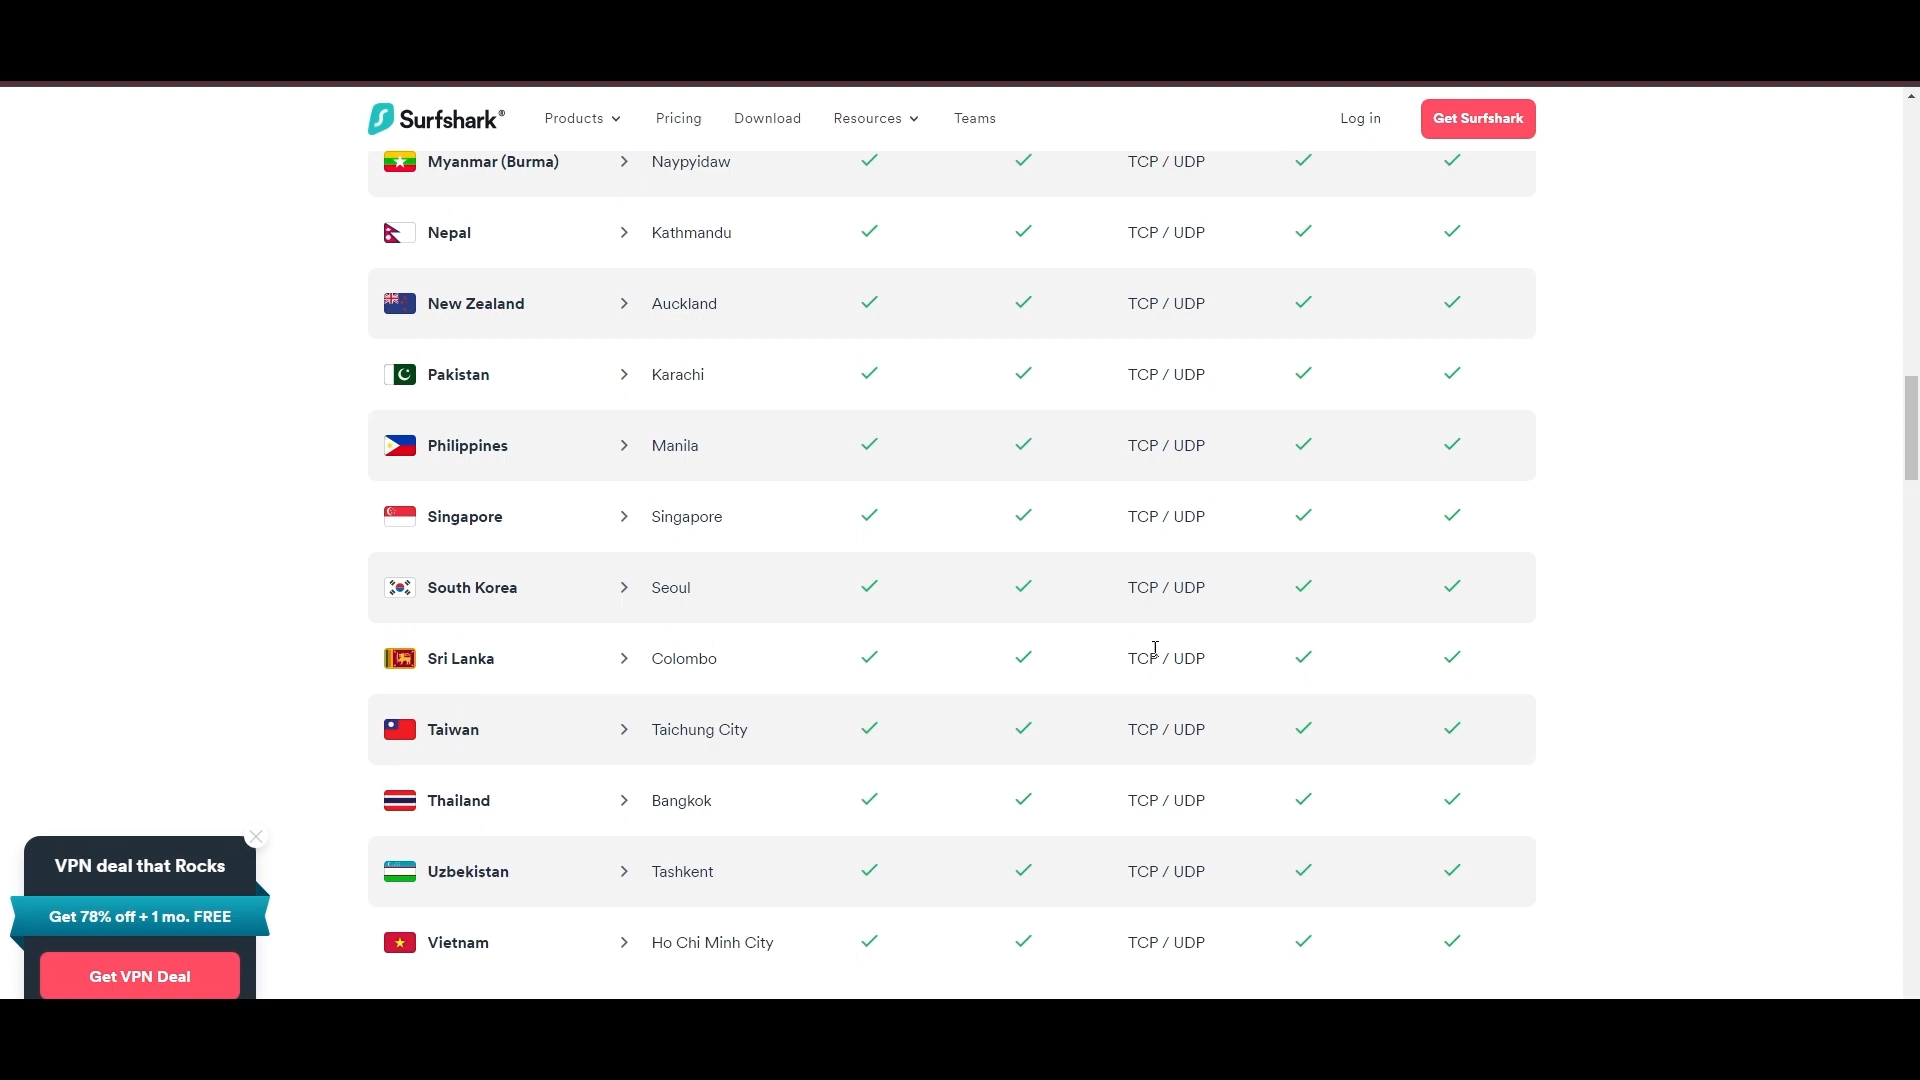 Surfshark®
Products Pricing Download Resources Teams Log in Get Surfshark
Myanmar (Burma) Naypyidaw TCP / UDP
Nepal Kathmandu TCP / UDP
New Zealand Auckland TCP / UDP
Pakistan Karachi TCP / UDP
Philippines Manila TCP / UDP
Singapore Singapore TCP / UDP
South Korea Seoul TCP / UDP
Sri Lanka Colombo TCP / UDP
Taiwan Taichung City TCP / UDP
Thailand Bangkok TCP / UDP
Uzbekistan Tashkent TCP / UDP
Vietnam Ho Chi Minh City TCP / UDP
VPN deal that Rocks
Get 78% off + 1 mo. FREE
Get VPN Deal